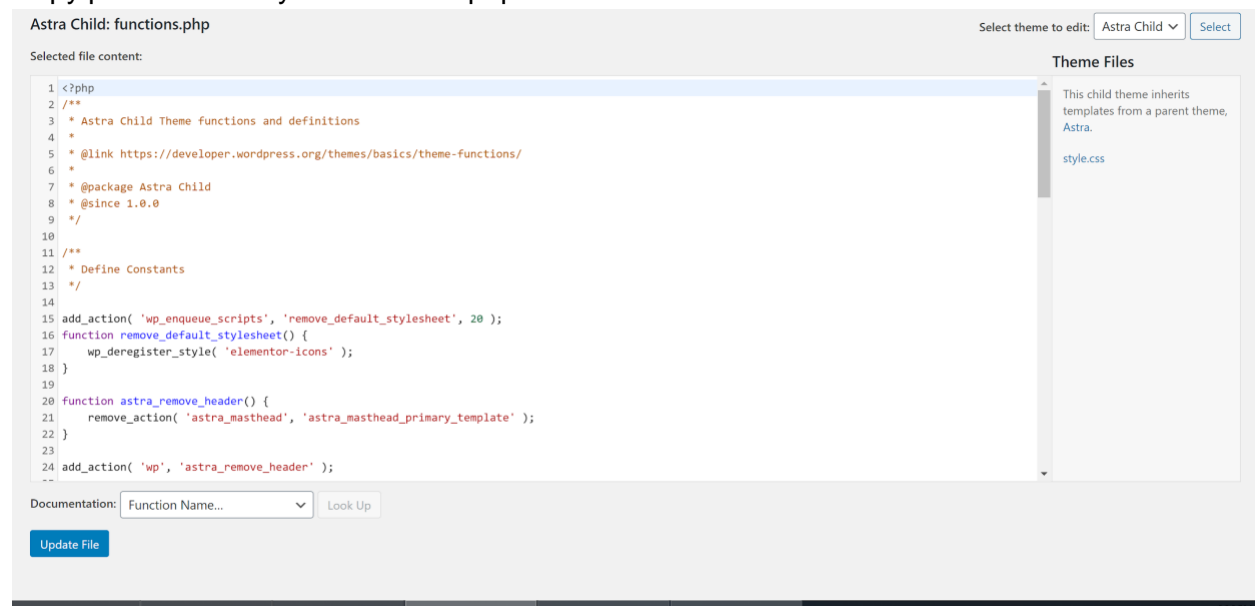 Astra Child: functions.php
Select theme to edit: Astra Child Select
Selected file content:
Theme Files
1 <?php
2 /**
3  * Astra Child Theme functions and definitions
4  *
5  * @link https://developer.wordpress.org/themes/basics/theme-functions/
6  *
7  * @package Astra Child
8  * @since 1.0.0
9  */
10
11 /**
12  * Define Constants
13  */
14
15 add_action( 'wp_enqueue_scripts', 'remove_default_stylesheet', 20 );
16 function remove_default_stylesheet() {
17     wp_deregister_style( 'elementor-icons' );
18 }
19
20 function astra_remove_header() {
21     remove_action( 'astra_masthead', 'astra_masthead_primary_template' );
22 }
23
24 add_action( 'wp', 'astra_remove_header' );
This child theme inherits
templates from a parent theme,
Astra.
style.css
Documentation: Function Name... Look Up
Update File